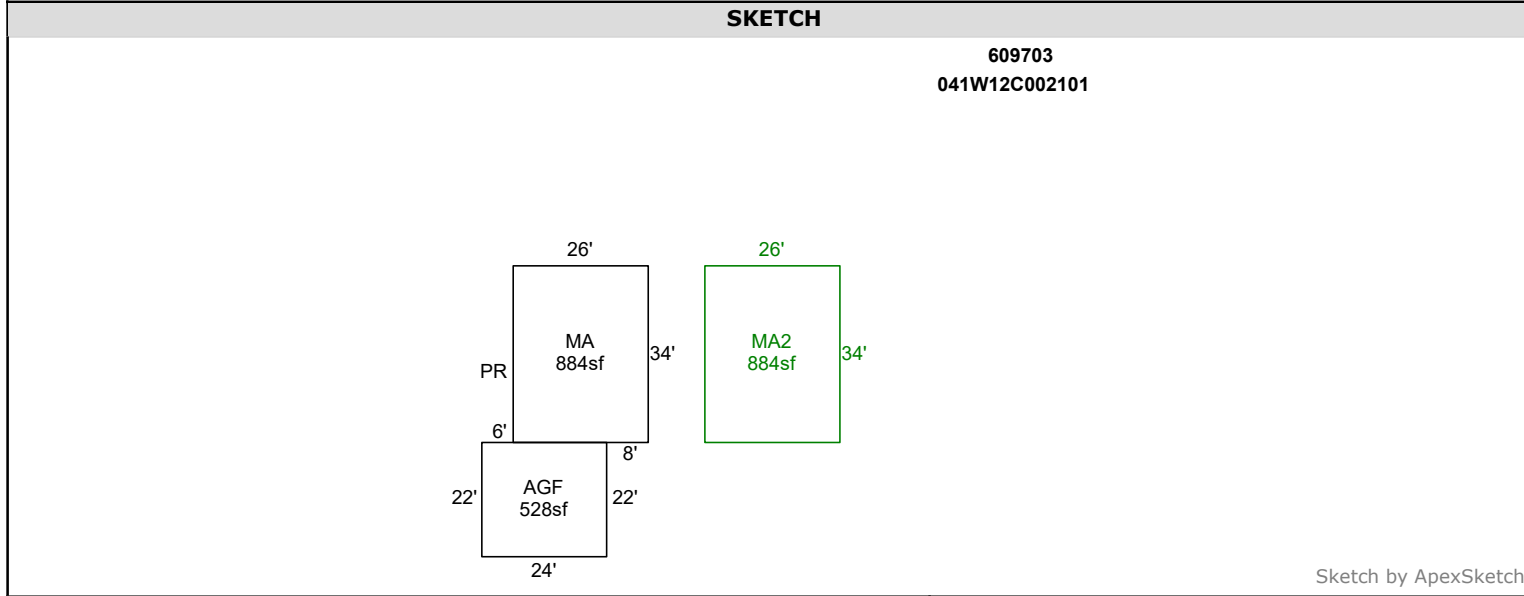 SKETCH
609703
041W12C002101
26'
26'
MA
884sf
34'
MA2
884sf
34'
PR
6'
8'
22'
AGF
528sf
22'
24'
Sketch by ApexSketch